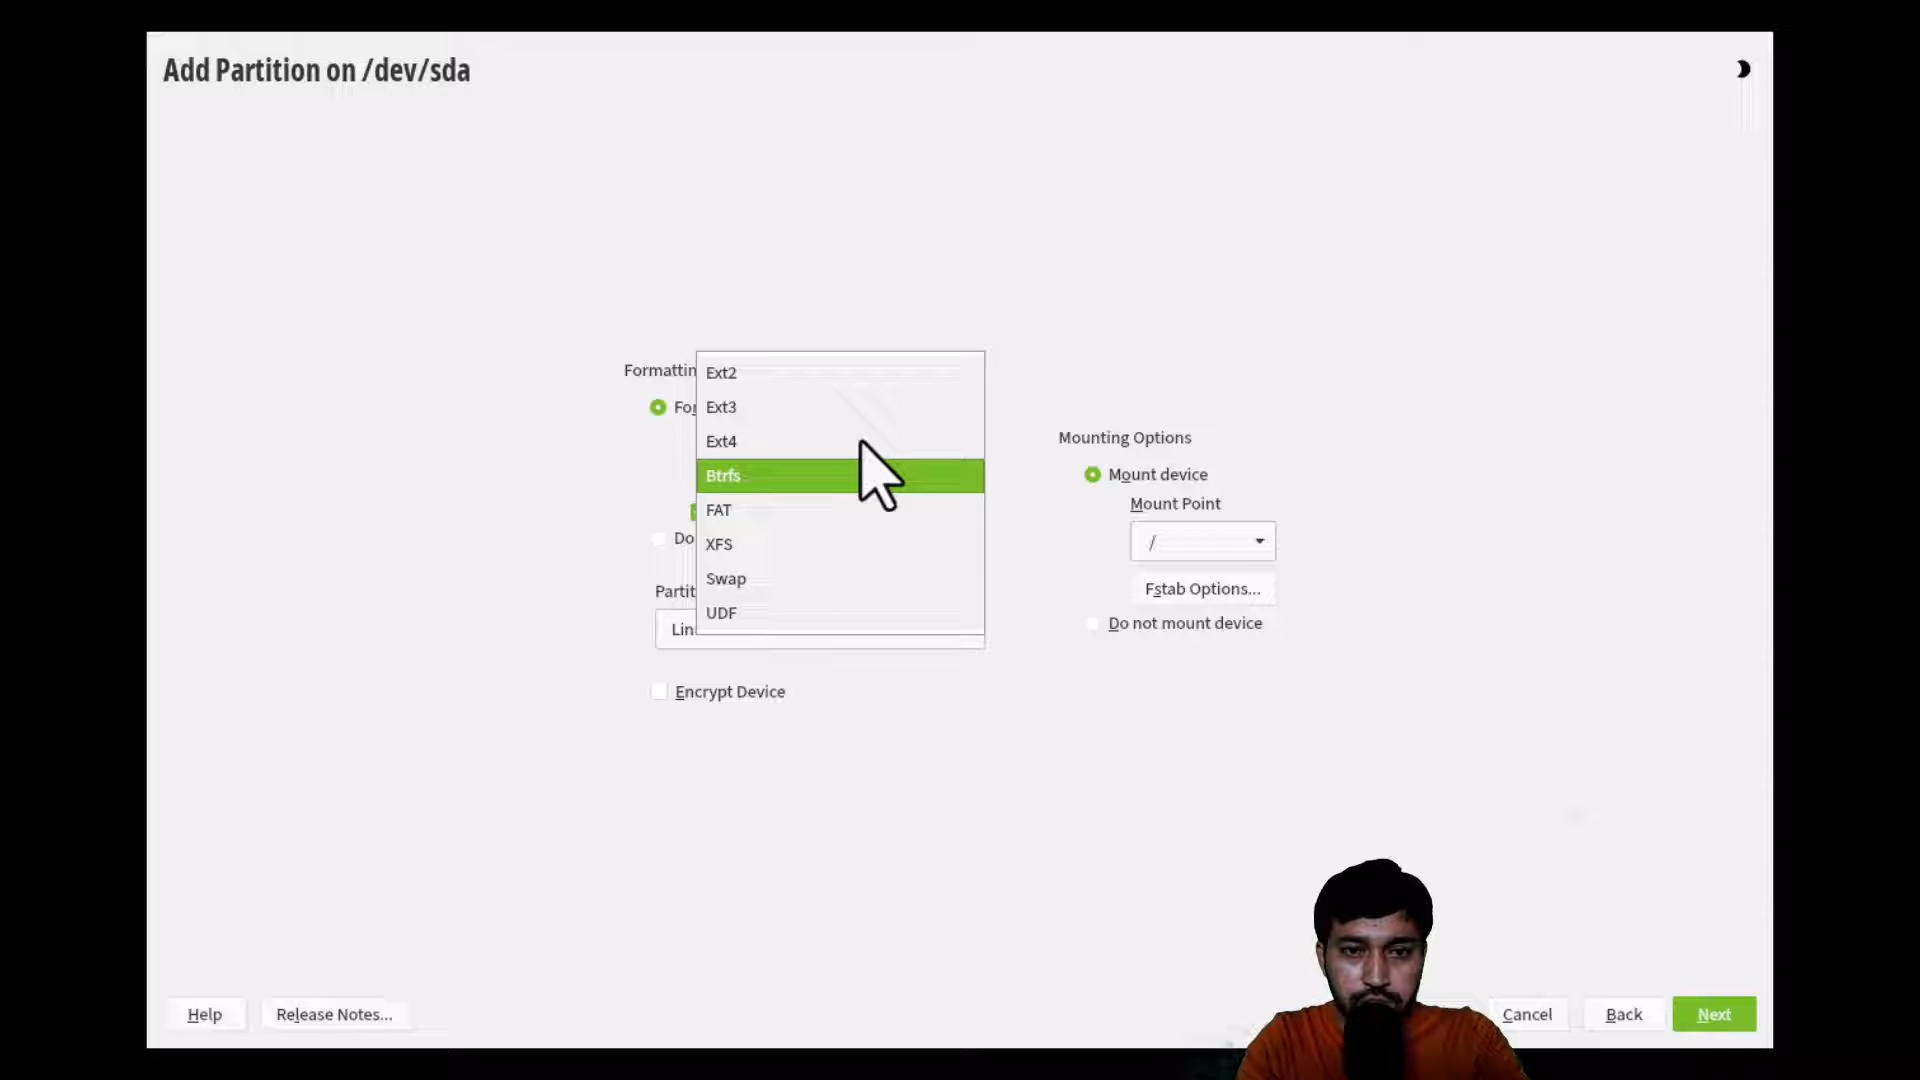 Add Partition on /dev/sda
Formattin
For
Ext2
Ext3
Ext4
Btrfs
FAT
XFS
Swap
UDF
Do
Partit
Lin
Encrypt Device
Mounting Options
Mount device
Mount Point
/
Fstab Options...
Do not mount device
Help
Release Notes...
Cancel
Back
Next